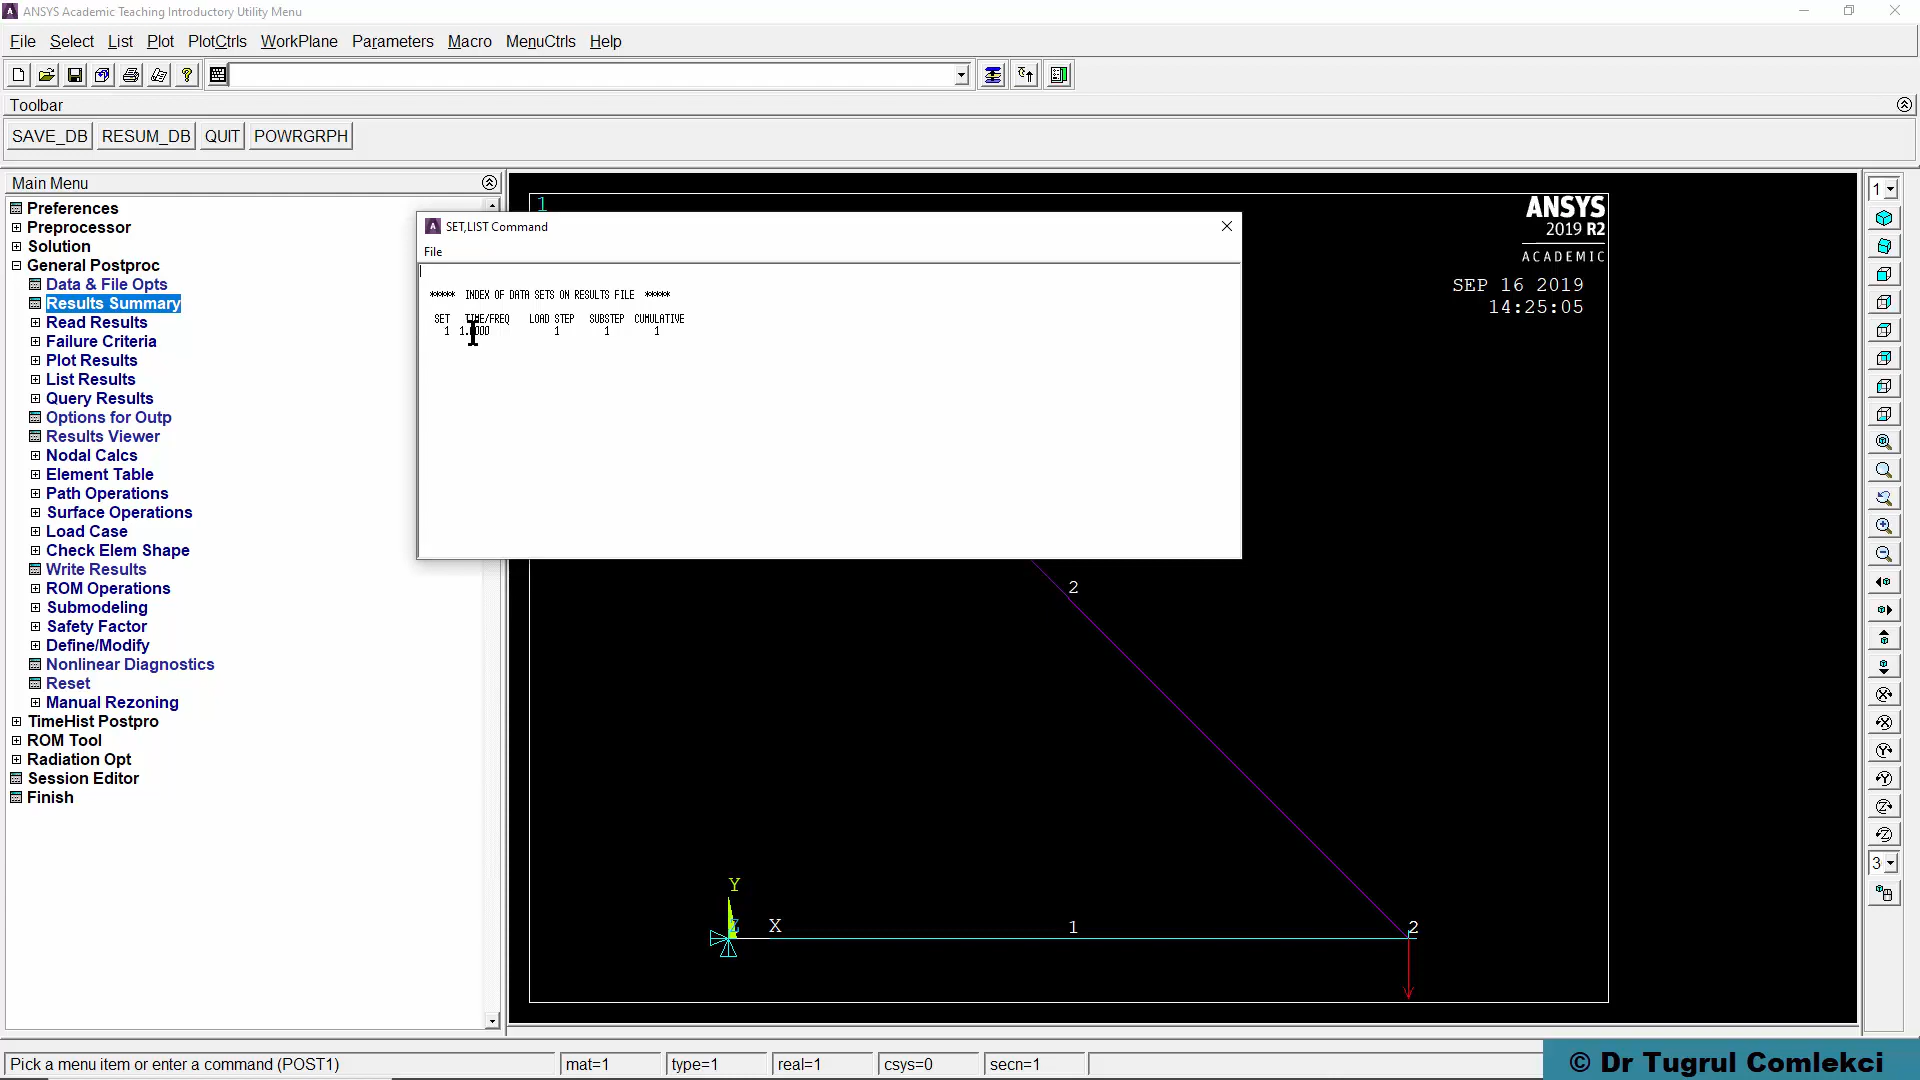 ANSYS Academic Teaching Introductory Utility Menu
File Select List Plot PlotCtrls WorkPlane Parameters Macro MenuCtrls Help
Toolbar
SAVE_DB RESUM_DB QUIT POWRGRPH
Main Menu
Preferences
Preprocessor
Solution
General Postproc
Data & File Opts
Results Summary
Read Results
Failure Criteria
Plot Results
List Results
Query Results
Options for Outp
Results Viewer
Nodal Calcs
Element Table
Path Operations
Surface Operations
Load Case
Check Elem Shape
Write Results
ROM Operations
Submodeling
Safety Factor
Define/Modify
Nonlinear Diagnostics
Reset
Manual Rezoning
TimeHist Postpro
ROM Tool
Radiation Opt
Session Editor
Finish
1
SET,LIST Command
File
***** INDEX OF DATA SETS ON RESULTS FILE *****
SET TIME/FREQ LOAD STEP SUBSTEP CUMULATIVE
1 1.0000 1 1 1
ANSYS
2019 R2
ACADEMIC
SEP 16 2019
14:25:05
2
Y
Z X 1 2
1
3
Pick a menu item or enter a command (POST1) mat=1 type=1 real=1 csys=0 secn=1
© Dr Tugrul Comlekci